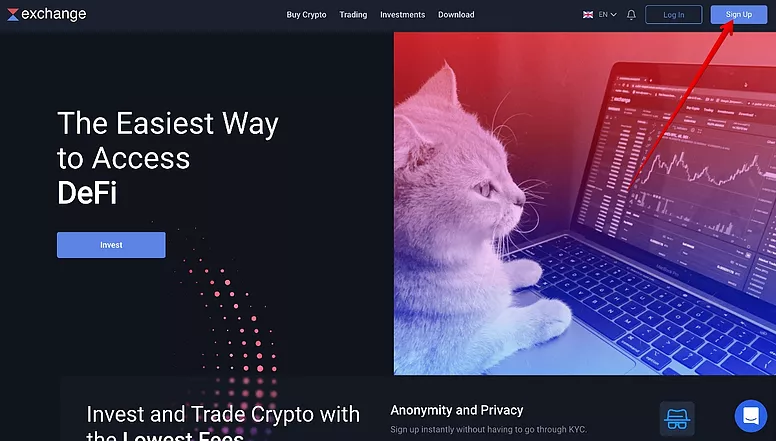 exchange
Buy Crypto Trading Investments Download
EN
Log In
Sign Up
The Easiest Way
to Access
DeFi
Invest
Invest and Trade Crypto with
the Lowest Fees
Anonymity and Privacy
Sign up instantly without having to go through KYC.